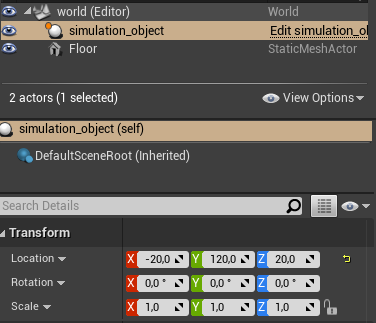 world (Editor) World
simulation_object Edit simulation_ol
Floor StaticMeshActor
2 actors (1 selected) View Options
simulation_object (self)
DefaultSceneRoot (Inherited)
Search Details
Transform
Location X -20,0 Y 120,0 Z 20,0
Rotation X 0,0 ° Y 0,0 ° Z 0,0 °
Scale X 1,0 Y 1,0 Z 1,0